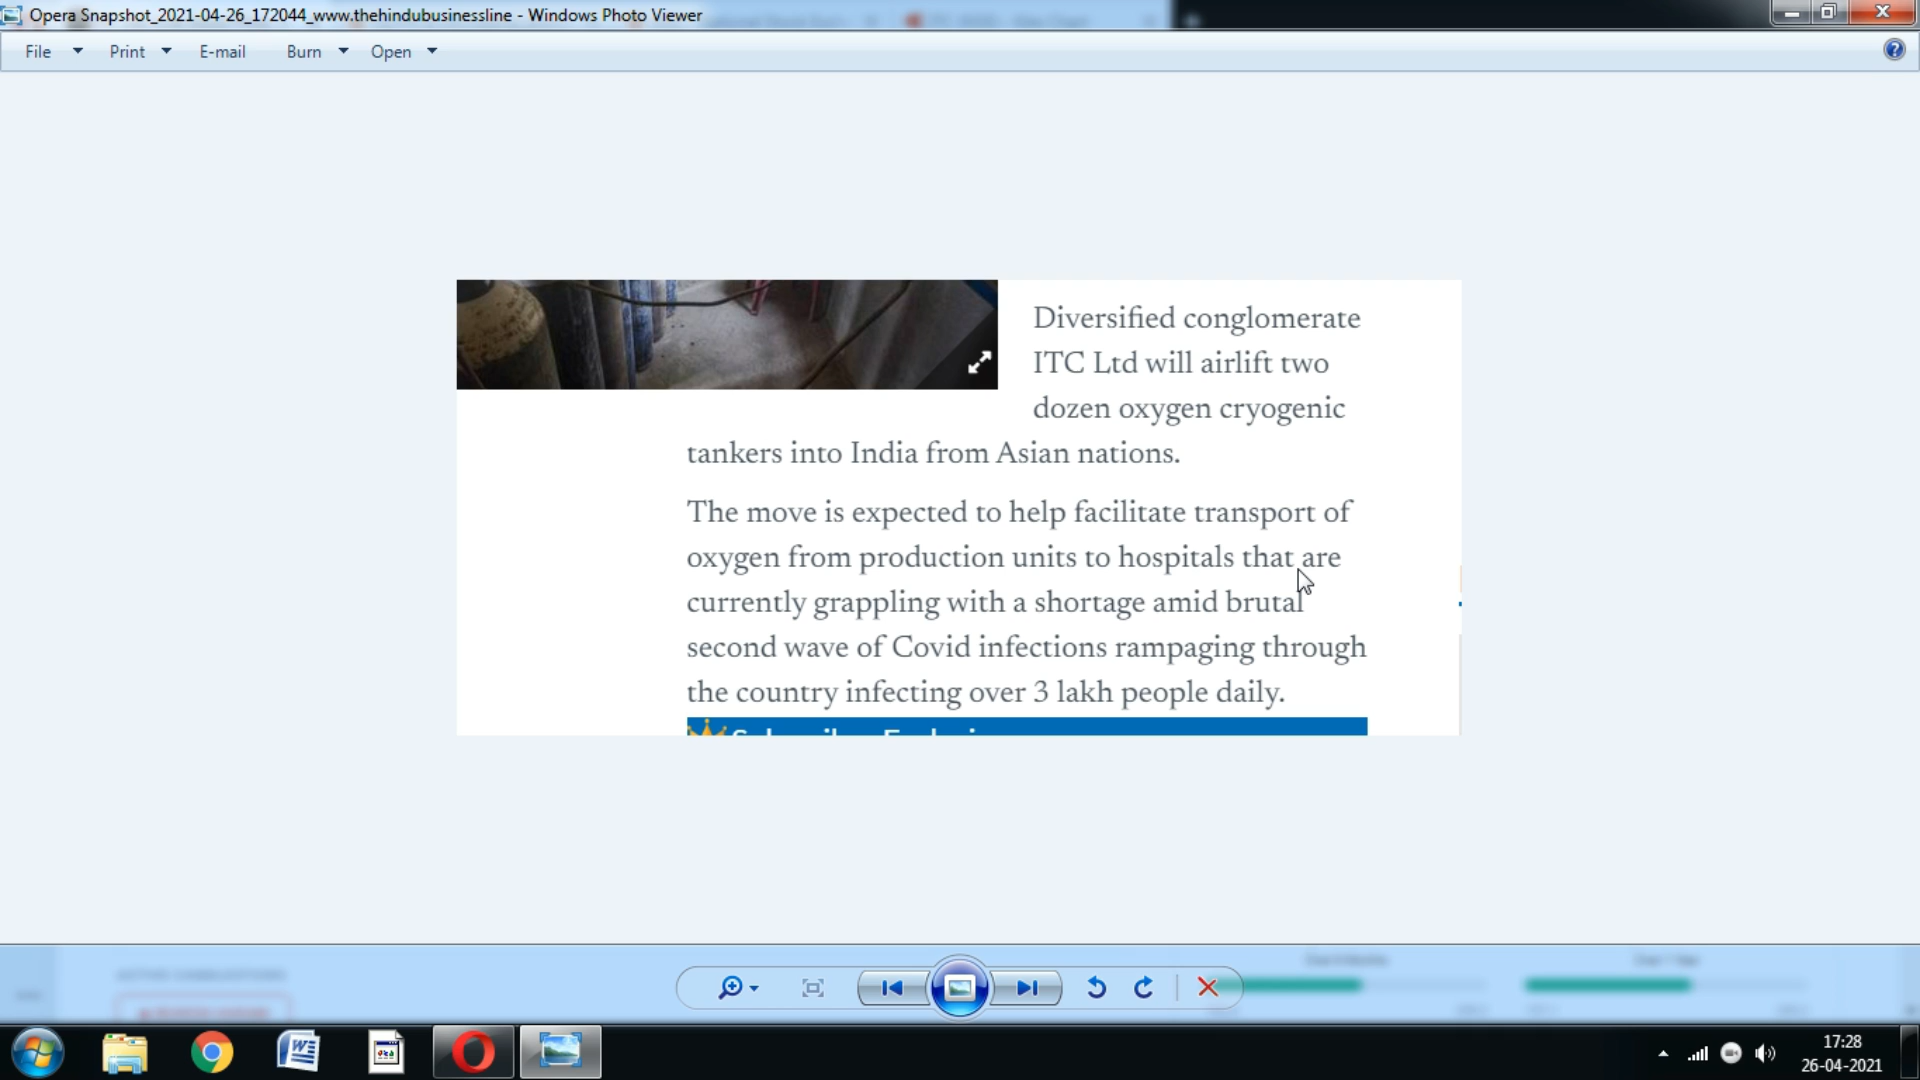 Opera Snapshot_2021-04-26_172044_www.thehindubusinessline - Windows Photo Viewer
File Print E-mail Burn Open
Diversified conglomerate
ITC Ltd will airlift two
dozen oxygen cryogenic
tankers into India from Asian nations.
The move is expected to help facilitate transport of
oxygen from production units to hospitals that are
currently grappling with a shortage amid brutal
second wave of Covid infections rampaging through
the country infecting over 3 lakh people daily.
17:28
26-04-2021